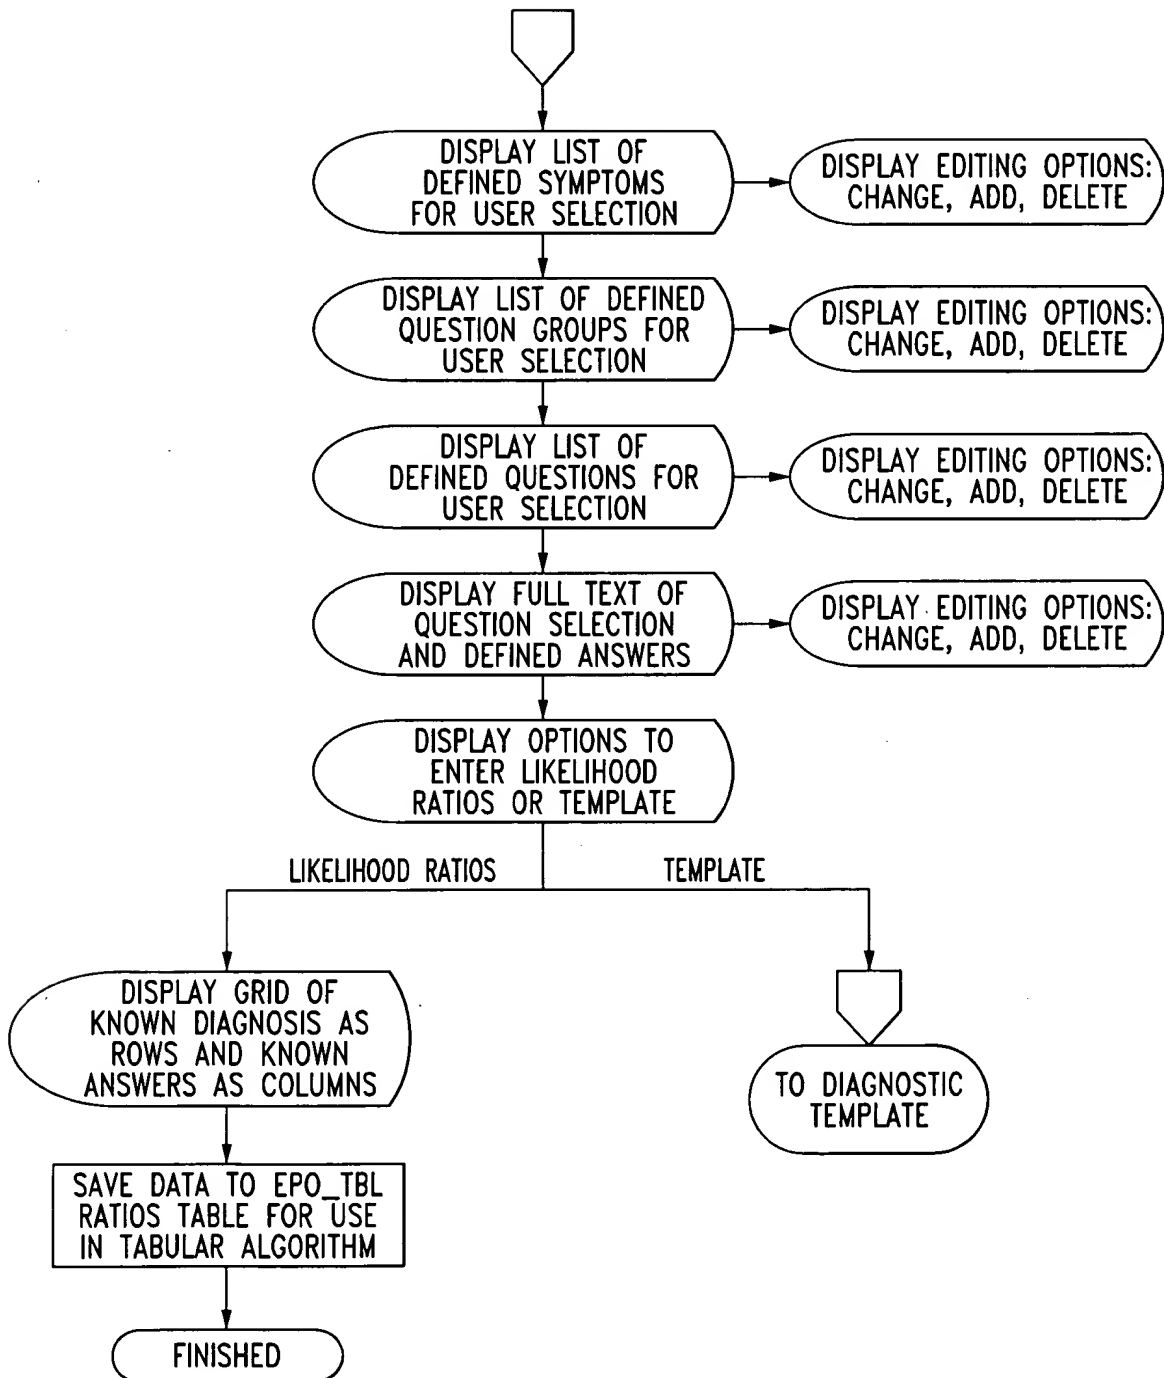 DISPLAY LIST OF
DEFINED SYMPTOMS
FOR USER SELECTION
DISPLAY EDITING OPTIONS:
CHANGE, ADD, DELETE
DISPLAY LIST OF DEFINED
QUESTION GROUPS FOR
USER SELECTION
DISPLAY EDITING OPTIONS:
CHANGE, ADD, DELETE
DISPLAY LIST OF
DEFINED QUESTIONS FOR
USER SELECTION
DISPLAY EDITING OPTIONS:
CHANGE, ADD, DELETE
DISPLAY FULL TEXT OF
QUESTION SELECTION
AND DEFINED ANSWERS
DISPLAY EDITING OPTIONS:
CHANGE, ADD, DELETE
DISPLAY OPTIONS TO
ENTER LIKELIHOOD
RATIOS OR TEMPLATE
LIKELIHOOD RATIOS
TEMPLATE
DISPLAY GRID OF
KNOWN DIAGNOSIS AS
ROWS AND KNOWN
ANSWERS AS COLUMNS
TO DIAGNOSTIC
TEMPLATE
SAVE DATA TO EPO_TBL
RATIOS TABLE FOR USE
IN TABULAR ALGORITHM
FINISHED